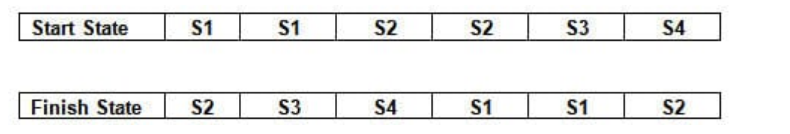 Start State S1 S1 S2 S2 S3 S4
Finish State S2 S3 S4 S1 S1 S2